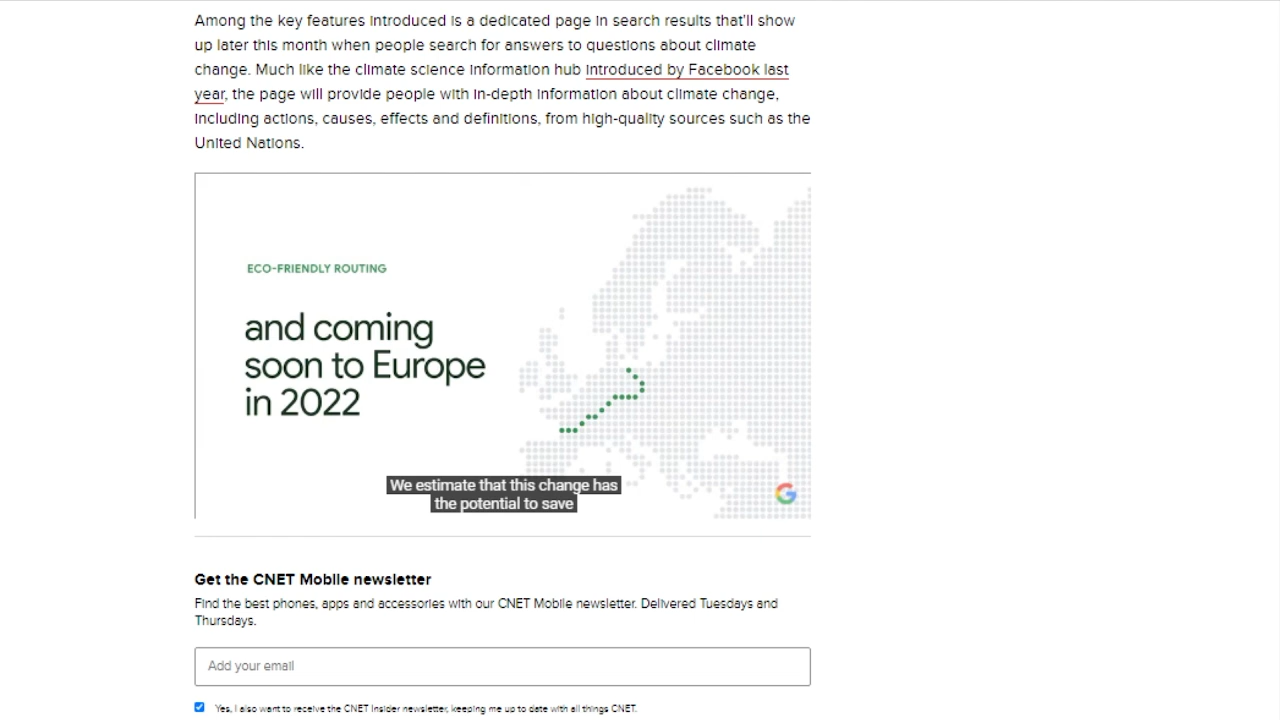 Among the key features introduced is a dedicated page in search results that'll show
up later this month when people search for answers to questions about climate
change. Much like the climate science information hub introduced by Facebook last
year, the page will provide people with in-depth information about climate change,
including actions, causes, effects and definitions, from high-quality sources such as the
United Nations.
ECO-FRIENDLY ROUTING
and coming
soon to Europe
in 2022
We estimate that this change has
the potential to save
Get the CNET Mobile newsletter
Find the best phones, apps and accessories with our CNET Mobile newsletter. Delivered Tuesdays and
Thursdays.
Add your email
Yes, I also want to receive the CNET Insider newsletter, keeping me up to date with all things CNET.